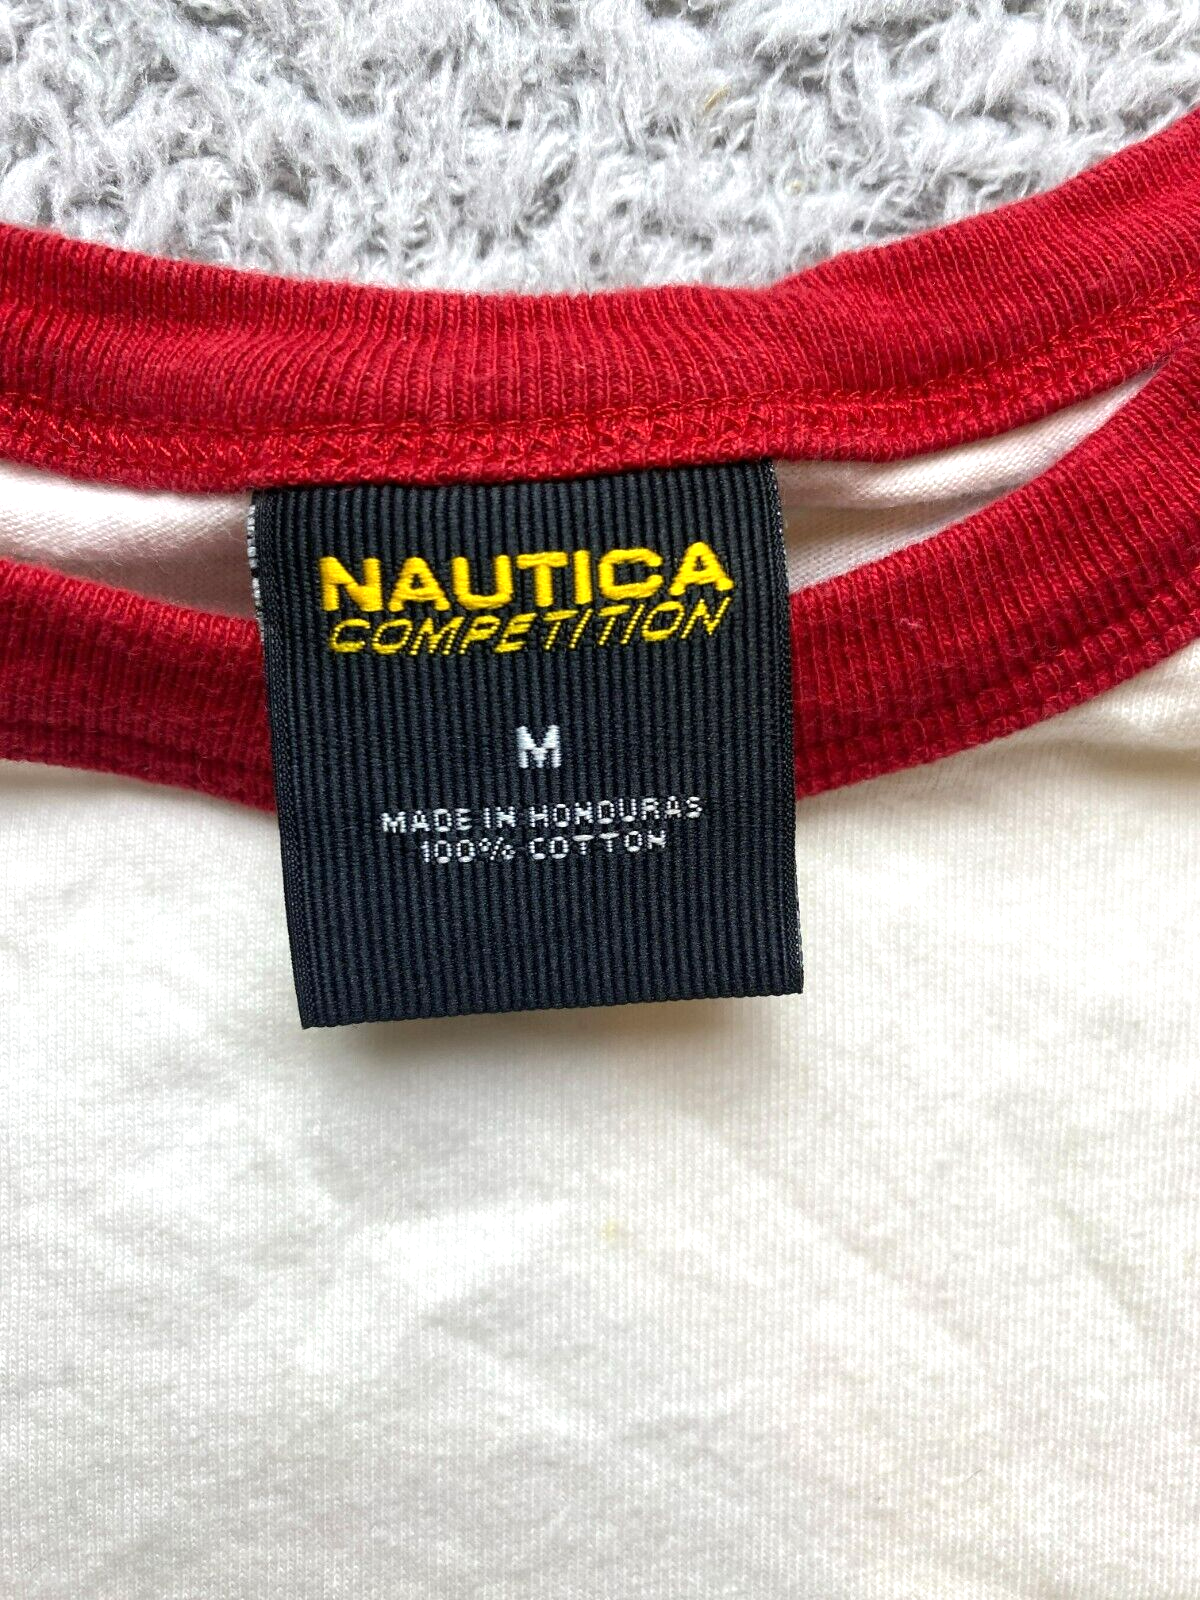 NAUTICA
COMPETITION
M
MADE IN HONDURAS
100% COTTON